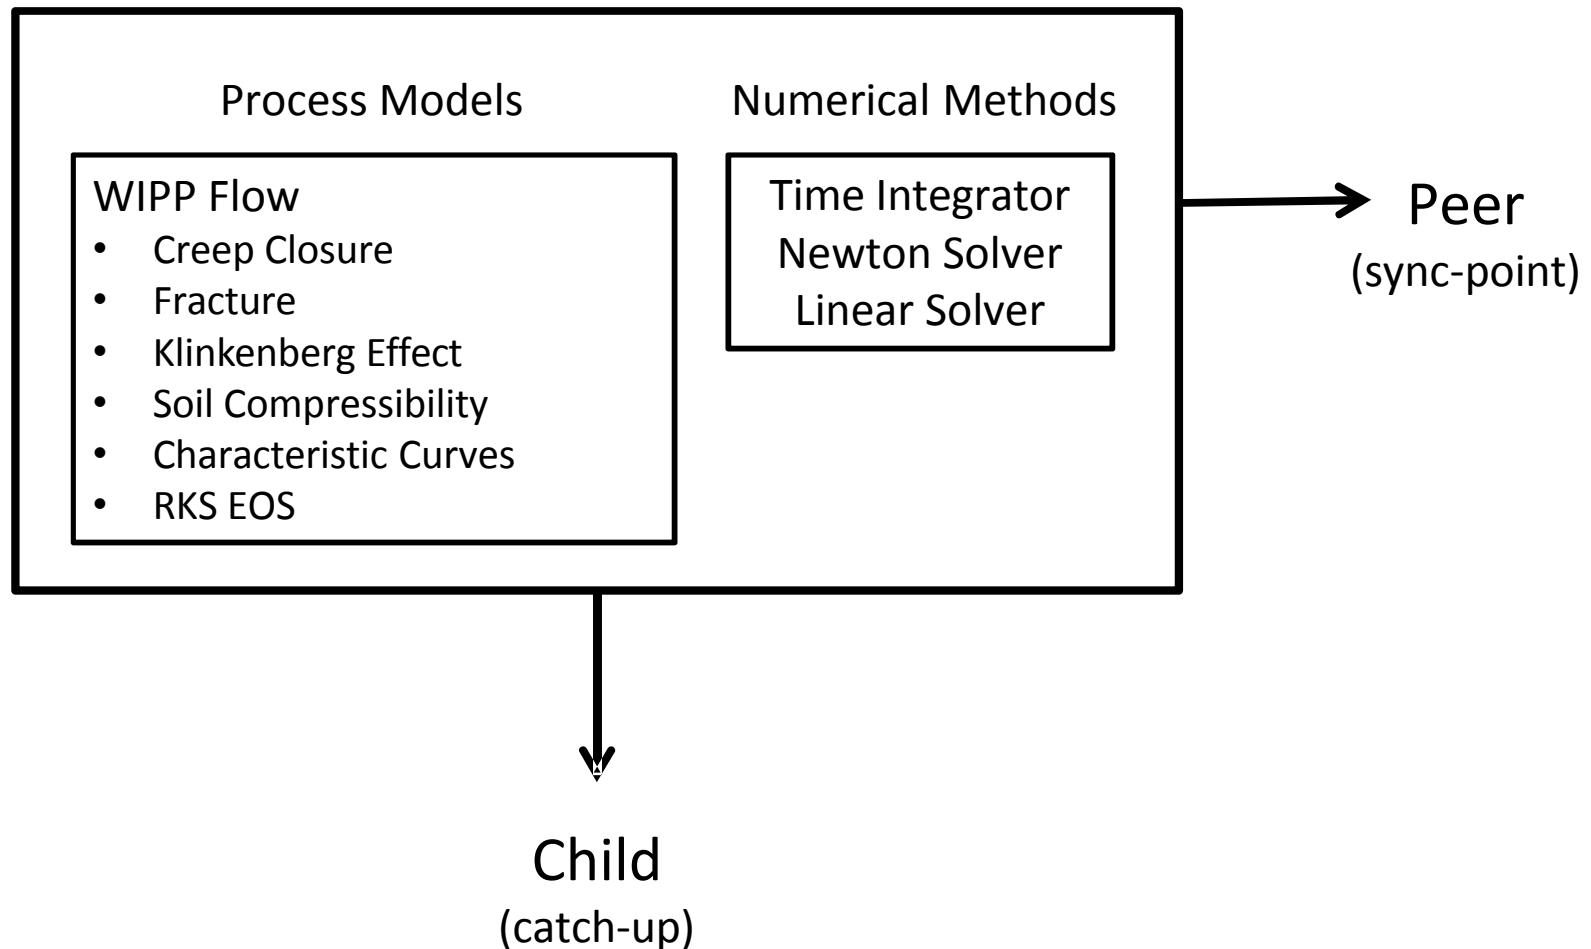 Process Models
WIPP Flow
• Creep Closure
• Fracture
• Klinkenberg Effect
• Soil Compressibility
• Characteristic Curves
• RKS EOS
Numerical Methods
Time Integrator
Newton Solver
Linear Solver
Peer
(sync-point)
Child
(catch-up)